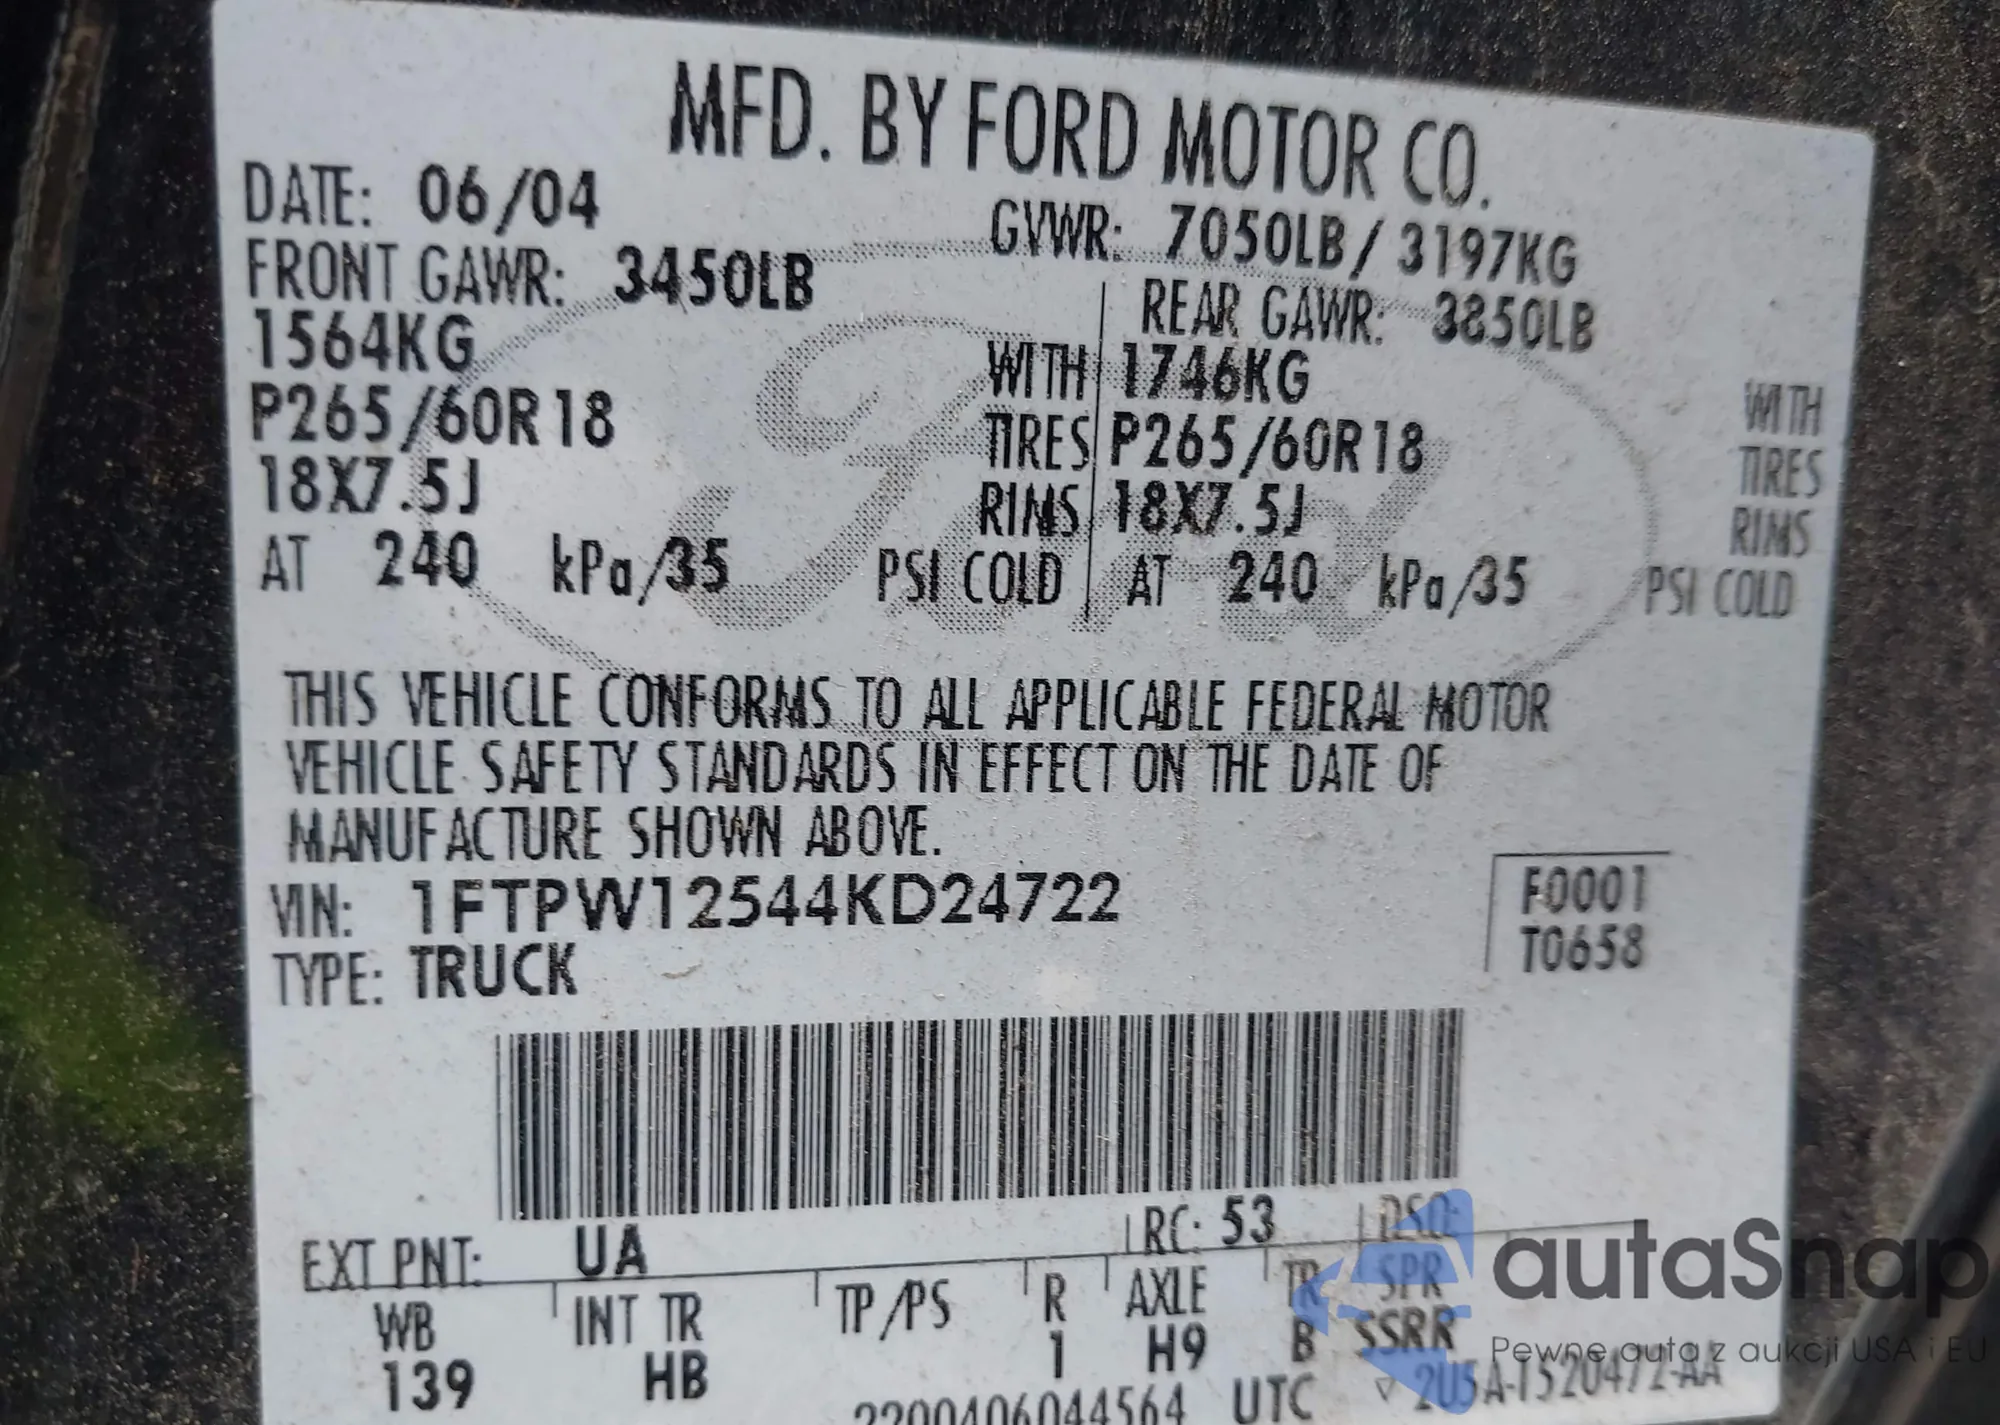 MFD. BY FORD MOTOR CO.
DATE: 06/04
GVWR: 7050LB/ 3197KG
FRONT GAWR: 3450LB
REAR GAWR: 3850LB
1564KG WITH
1746KG WITH
P265/60R18 TIRES
P265/60R18 TIRES
18X7.5J RIMS
18X7.5J RIMS
AT 240 kPa/35 PSI COLD
AT 240 kPa/35 PSI COLD
Ford
THIS VEHICLE CONFORMS TO ALL APPLICABLE FEDERAL MOTOR
VEHICLE SAFETY STANDARDS IN EFFECT ON THE DATE OF
MANUFACTURE SHOWN ABOVE.
VIN: 1FTPW12544KD24722
F0001
TYPE: TRUCK
T0658
EXT PNT: UA RC: 53 DSO:
WB INT TR TP/PS R AXLE TR SPR
139 HB 1 H9 B SSRR
2200406044564 UTC
autaSnap
Pewne auta z aukcji USA i EU